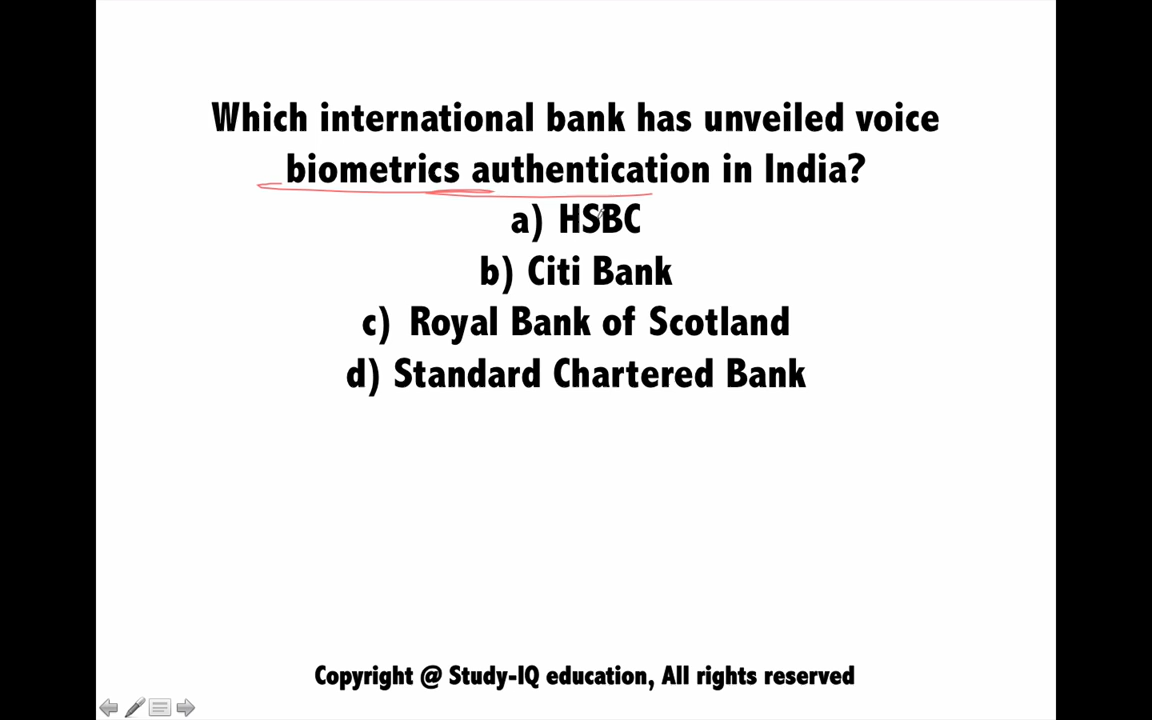 Which international bank has unveiled voice
biometrics authentication in India?
a) HSBC
b) Citi Bank
c) Royal Bank of Scotland
d) Standard Chartered Bank
Copyright @ Study-IQ education, All rights reserved